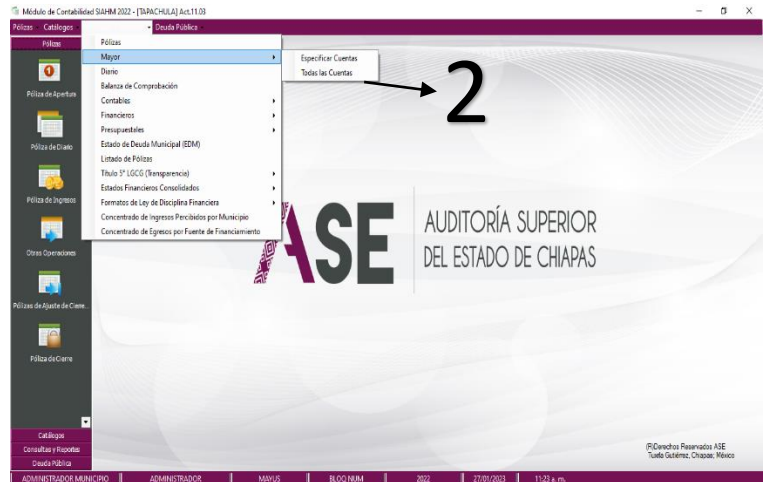 Módulo de Contabilidad SIAHM 2022 - [TAPACHULA] Act.11.03
Pólizas Catálogos Deuda Pública
Pólizas
Póliza de Apertura
Póliza de Diario
Póliza de Ingresos
Otras Operaciones
Pólizas de Ajuste de Cierre...
Póliza de Cierre
Catálogos
Consultas y Reportes
Deuda Pública
Pólizas
Mayor
Diario
Balanza de Comprobación
Contables
Financieros
Presupuestales
Estado de Deuda Municipal (EDM)
Listado de Pólizas
Título 5° LGCG (Transparencia)
Estados Financieros Consolidados
Formatos de Ley de Disciplina Financiera
Concentrado de Ingresos Percibidos por Municipio
Concentrado de Egresos por Fuente de Financiamiento
Especificar Cuentas
Todas las Cuentas
2
ASE
AUDITORÍA SUPERIOR
DEL ESTADO DE CHIAPAS
(R)Derechos Reservados ASE
Tuxtla Gutiérrez, Chiapas; México
ADMINISTRADOR MUNICIPIO ADMINISTRADOR MAYUS BLOQ NUM 2022 27/01/2023 11:23 a. m.